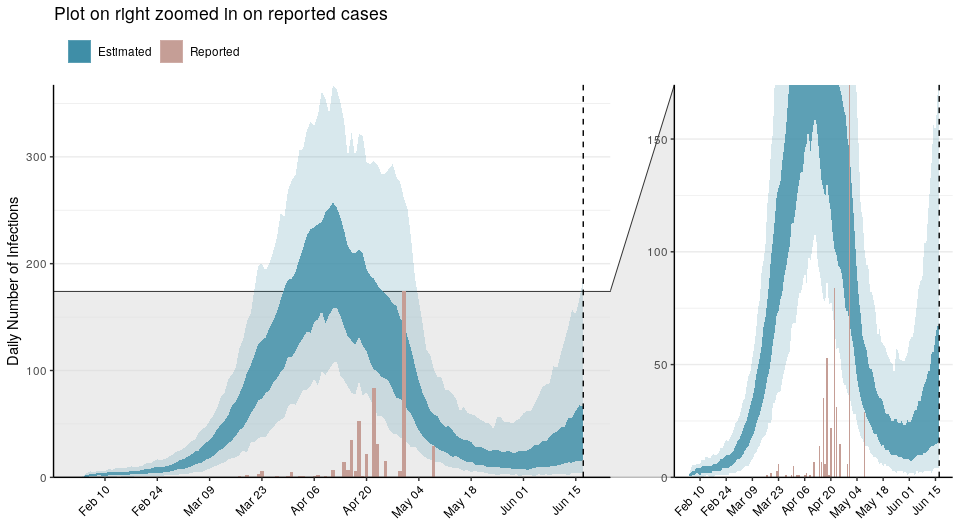 Plot on right zoomed in on reported cases
Estimated Reported
Daily Number of Infections
300
200
100
0
Feb 10 Feb 24 Mar 09 Mar 23 Apr 06 Apr 20 May 04 May 18 Jun 01 Jun 15
150
100
50
0
Feb 10 Feb 24 Mar 09 Mar 23 Apr 06 Apr 20 May 04 May 18 Jun 01 Jun 15